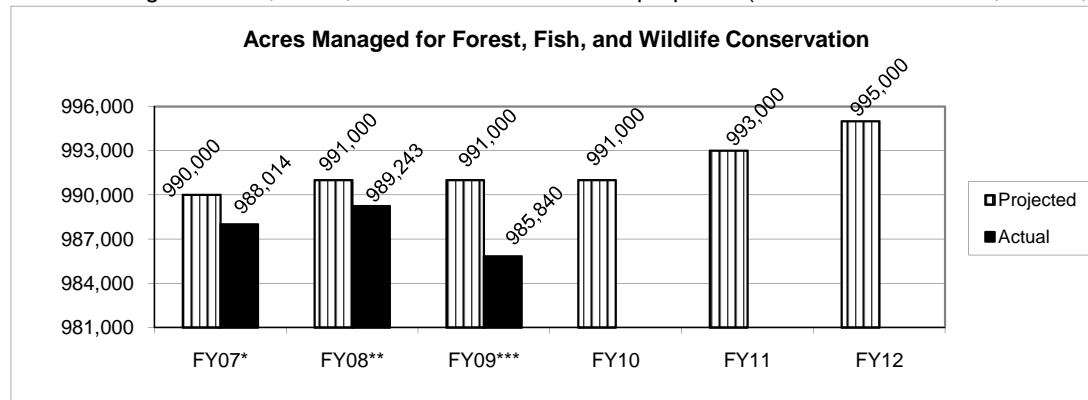 Acres Managed for Forest, Fish, and Wildlife Conservation
996,000
993,000
990,000
987,000
984,000
981,000
990,000
988,014
991,000
989,243
991,000
985,840
991,000
993,000
995,000
FY07*
FY08**
FY09***
FY10
FY11
FY12
Projected
Actual